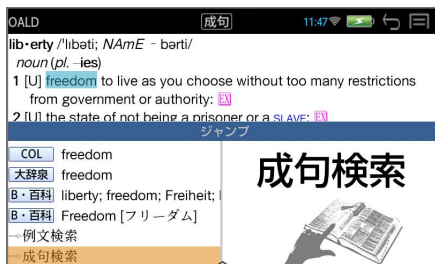 OALD 成句 11:47
lib·erty /ˈlɪbəti; NAmE -bərti/
noun (pl. -ies)
1 [U] freedom to live as you choose without too many restrictions
from government or authority: EX
2 [U] the state of not being a prisoner or a SLAVE: EX
ジャンプ
COL freedom
大辞泉 freedom
B・百科 liberty; freedom; Freiheit; l
B・百科 Freedom [フリーダム]
→例文検索
→成句検索
成句検索